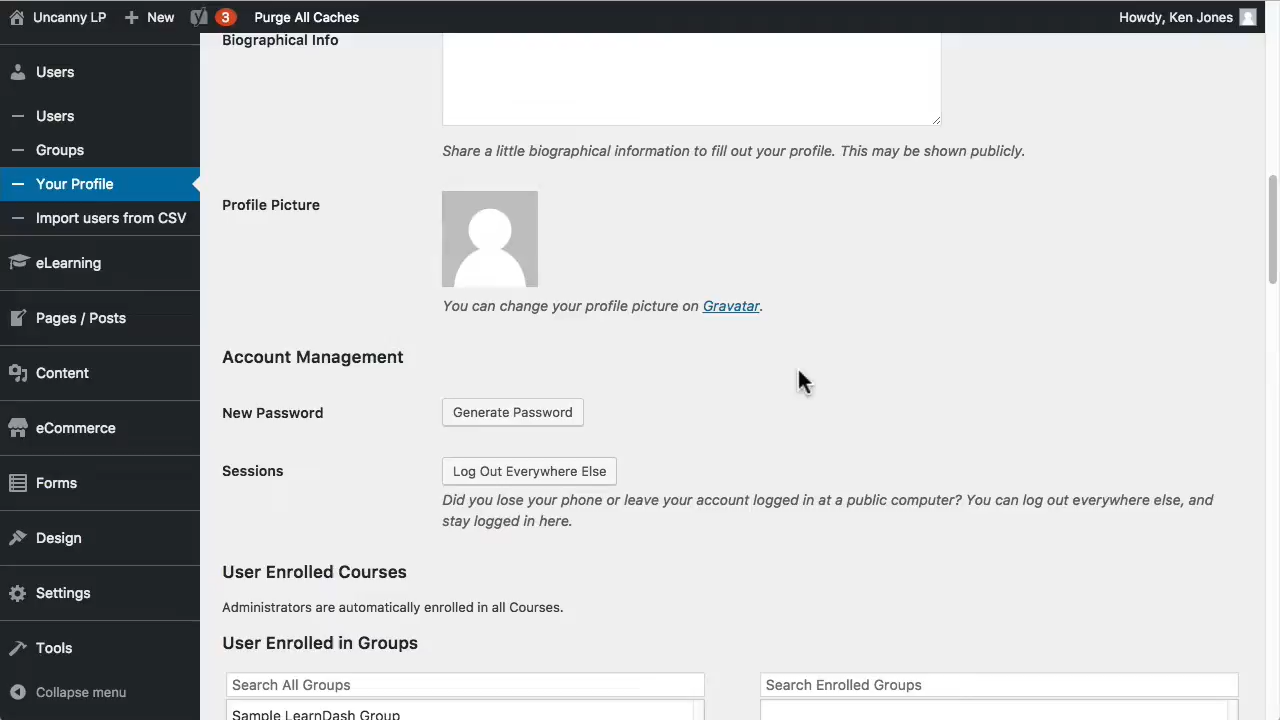 Uncanny LP
New
3
Purge All Caches
Howdy, Ken Jones
Users
Users
Groups
Your Profile
Import users from CSV
eLearning
Pages / Posts
Content
eCommerce
Forms
Design
Settings
Tools
Collapse menu
Biographical Info
Share a little biographical information to fill out your profile. This may be shown publicly.
Profile Picture
You can change your profile picture on Gravatar.
Account Management
New Password
Generate Password
Sessions
Log Out Everywhere Else
Did you lose your phone or leave your account logged in at a public computer? You can log out everywhere else, and
stay logged in here.
User Enrolled Courses
Administrators are automatically enrolled in all Courses.
User Enrolled in Groups
Search All Groups
Search Enrolled Groups
Sample LearnDash Group